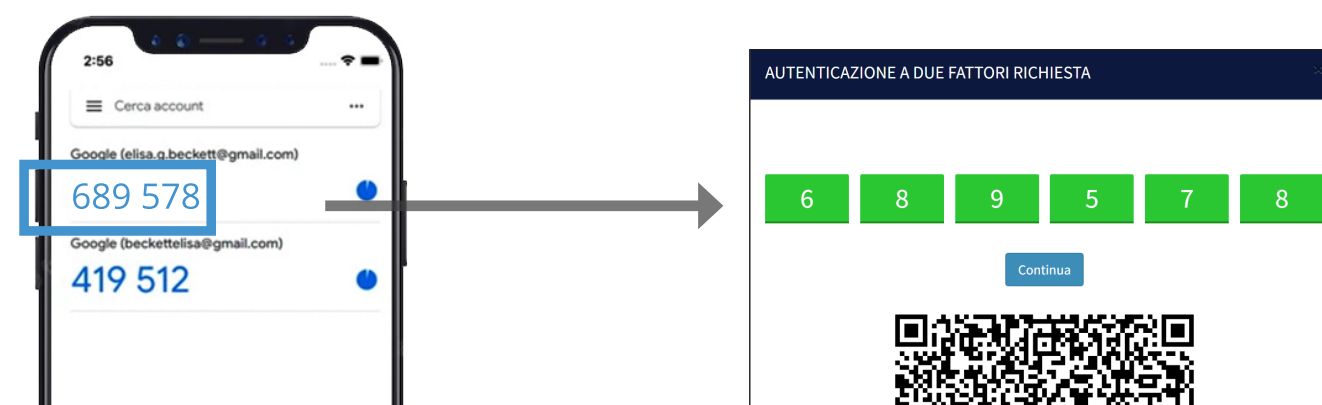 2:56
Cerca account
Google (elisa.g.beckett@gmail.com)
689 578
Google (beckettelisa@gmail.com)
419 512
AUTENTICAZIONE A DUE FATTORI RICHIESTA
6 8 9 5 7 8
Continua